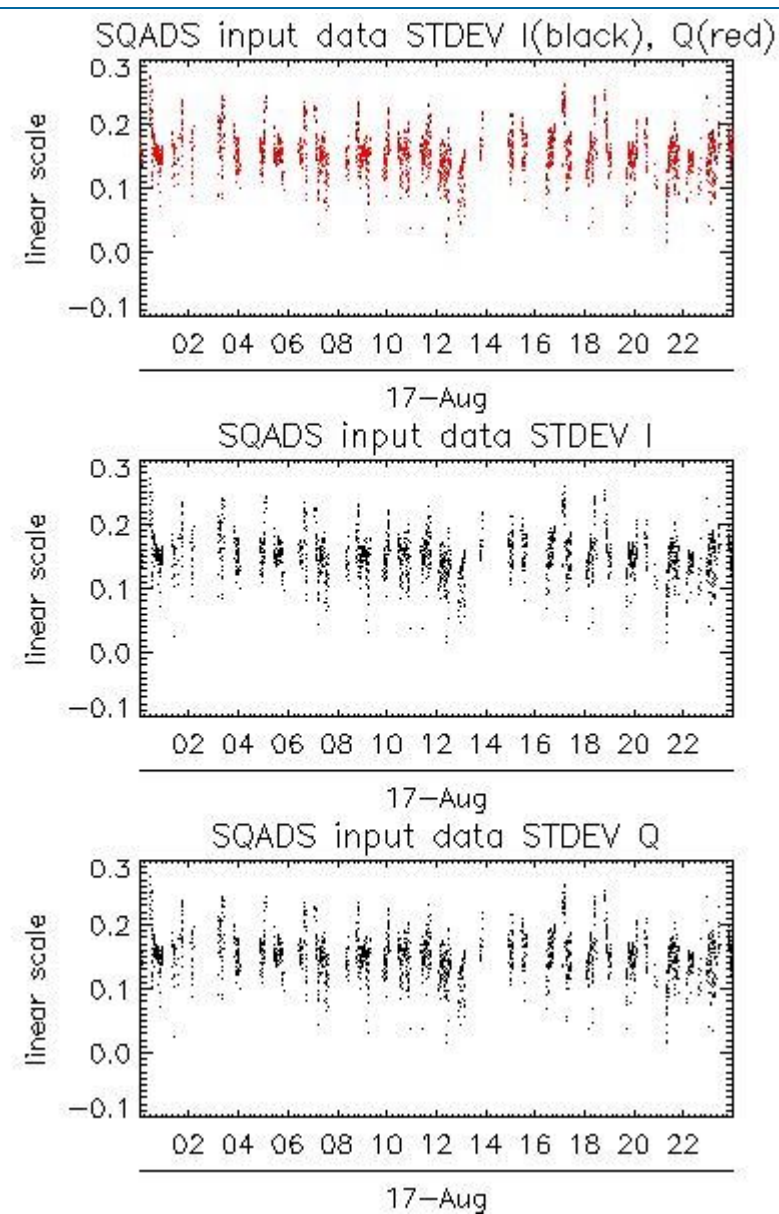 SQADS input data STDEV I(black), Q(red)
0.3
0.2
0.1
0.0
−0.1
linear scale
02 04 06 08 10 12 14 16 18 20 22
17−Aug
SQADS input data STDEV I
0.3
0.2
0.1
0.0
−0.1
linear scale
02 04 06 08 10 12 14 16 18 20 22
17−Aug
SQADS input data STDEV Q
0.3
0.2
0.1
0.0
−0.1
linear scale
02 04 06 08 10 12 14 16 18 20 22
17−Aug